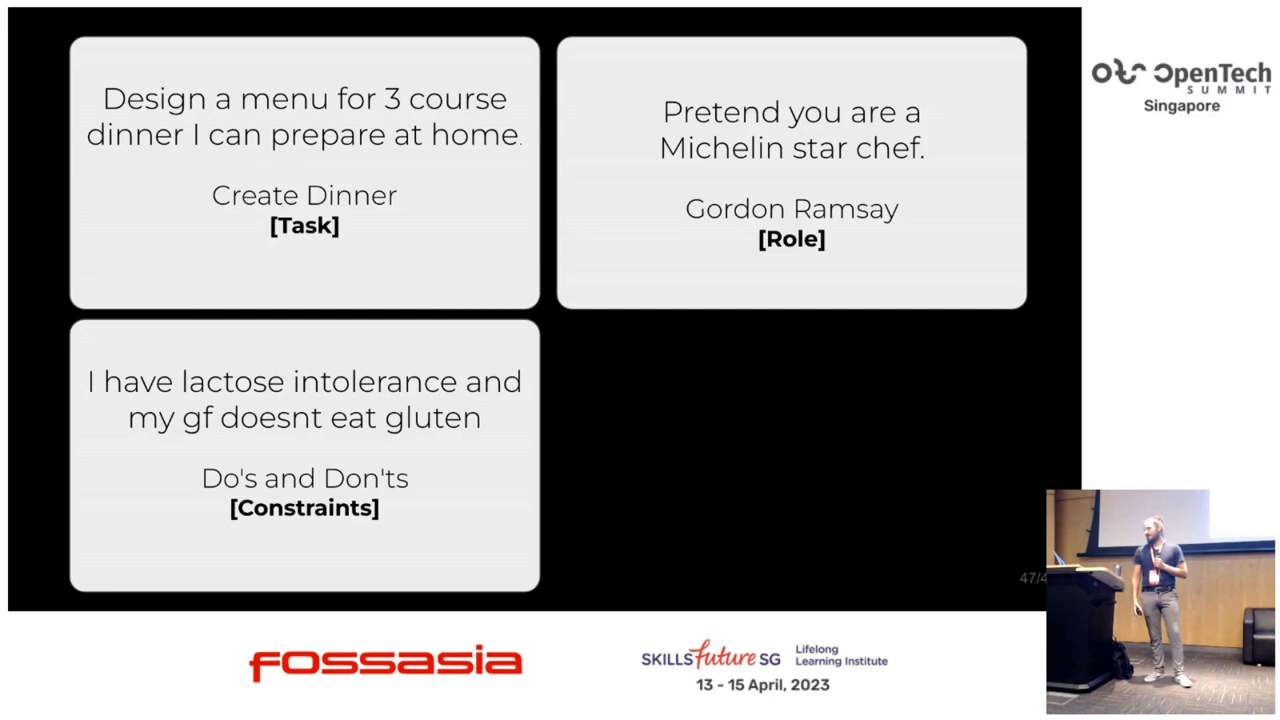 Design a menu for 3 course
dinner I can prepare at home.
Create Dinner
[Task]
Pretend you are a
Michelin star chef.
Gordon Ramsay
[Role]
I have lactose intolerance and
my gf doesnt eat gluten
Do's and Don'ts
[Constraints]
47/4
OpenTech
SUMMIT
Singapore
fossasia
SKILLSfuture SG
Lifelong
Learning Institute
13 - 15 April, 2023